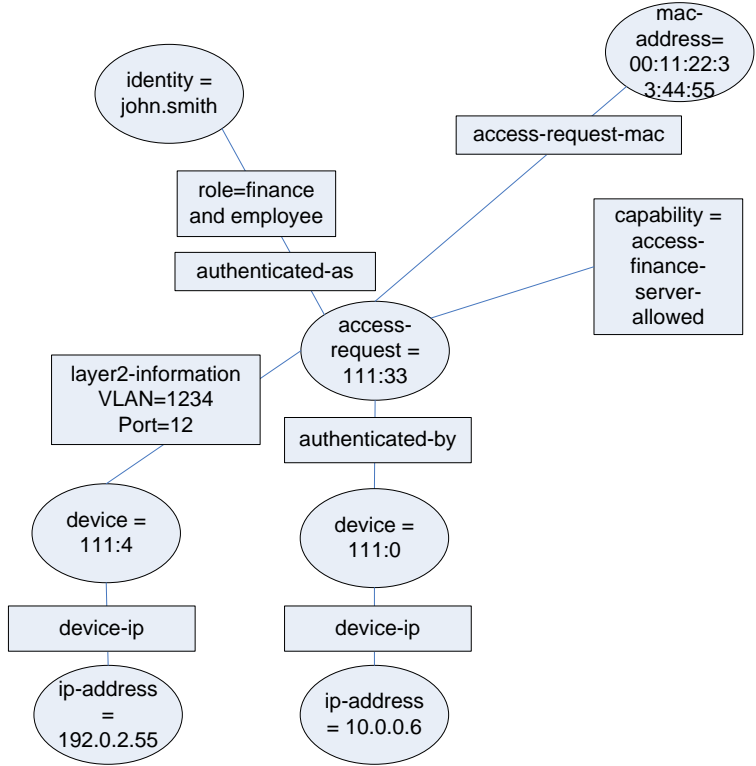 mac-
address=
00:11:22:3
3:44:55
identity =
john.smith
access-request-mac
role=finance
and employee
capability =
access-
finance-
server-
allowed
authenticated-as
access-
request =
111:33
layer2-information
VLAN=1234
Port=12
authenticated-by
device =
111:4
device =
111:0
device-ip
device-ip
ip-address
=
192.0.2.55
ip-address
= 10.0.0.6